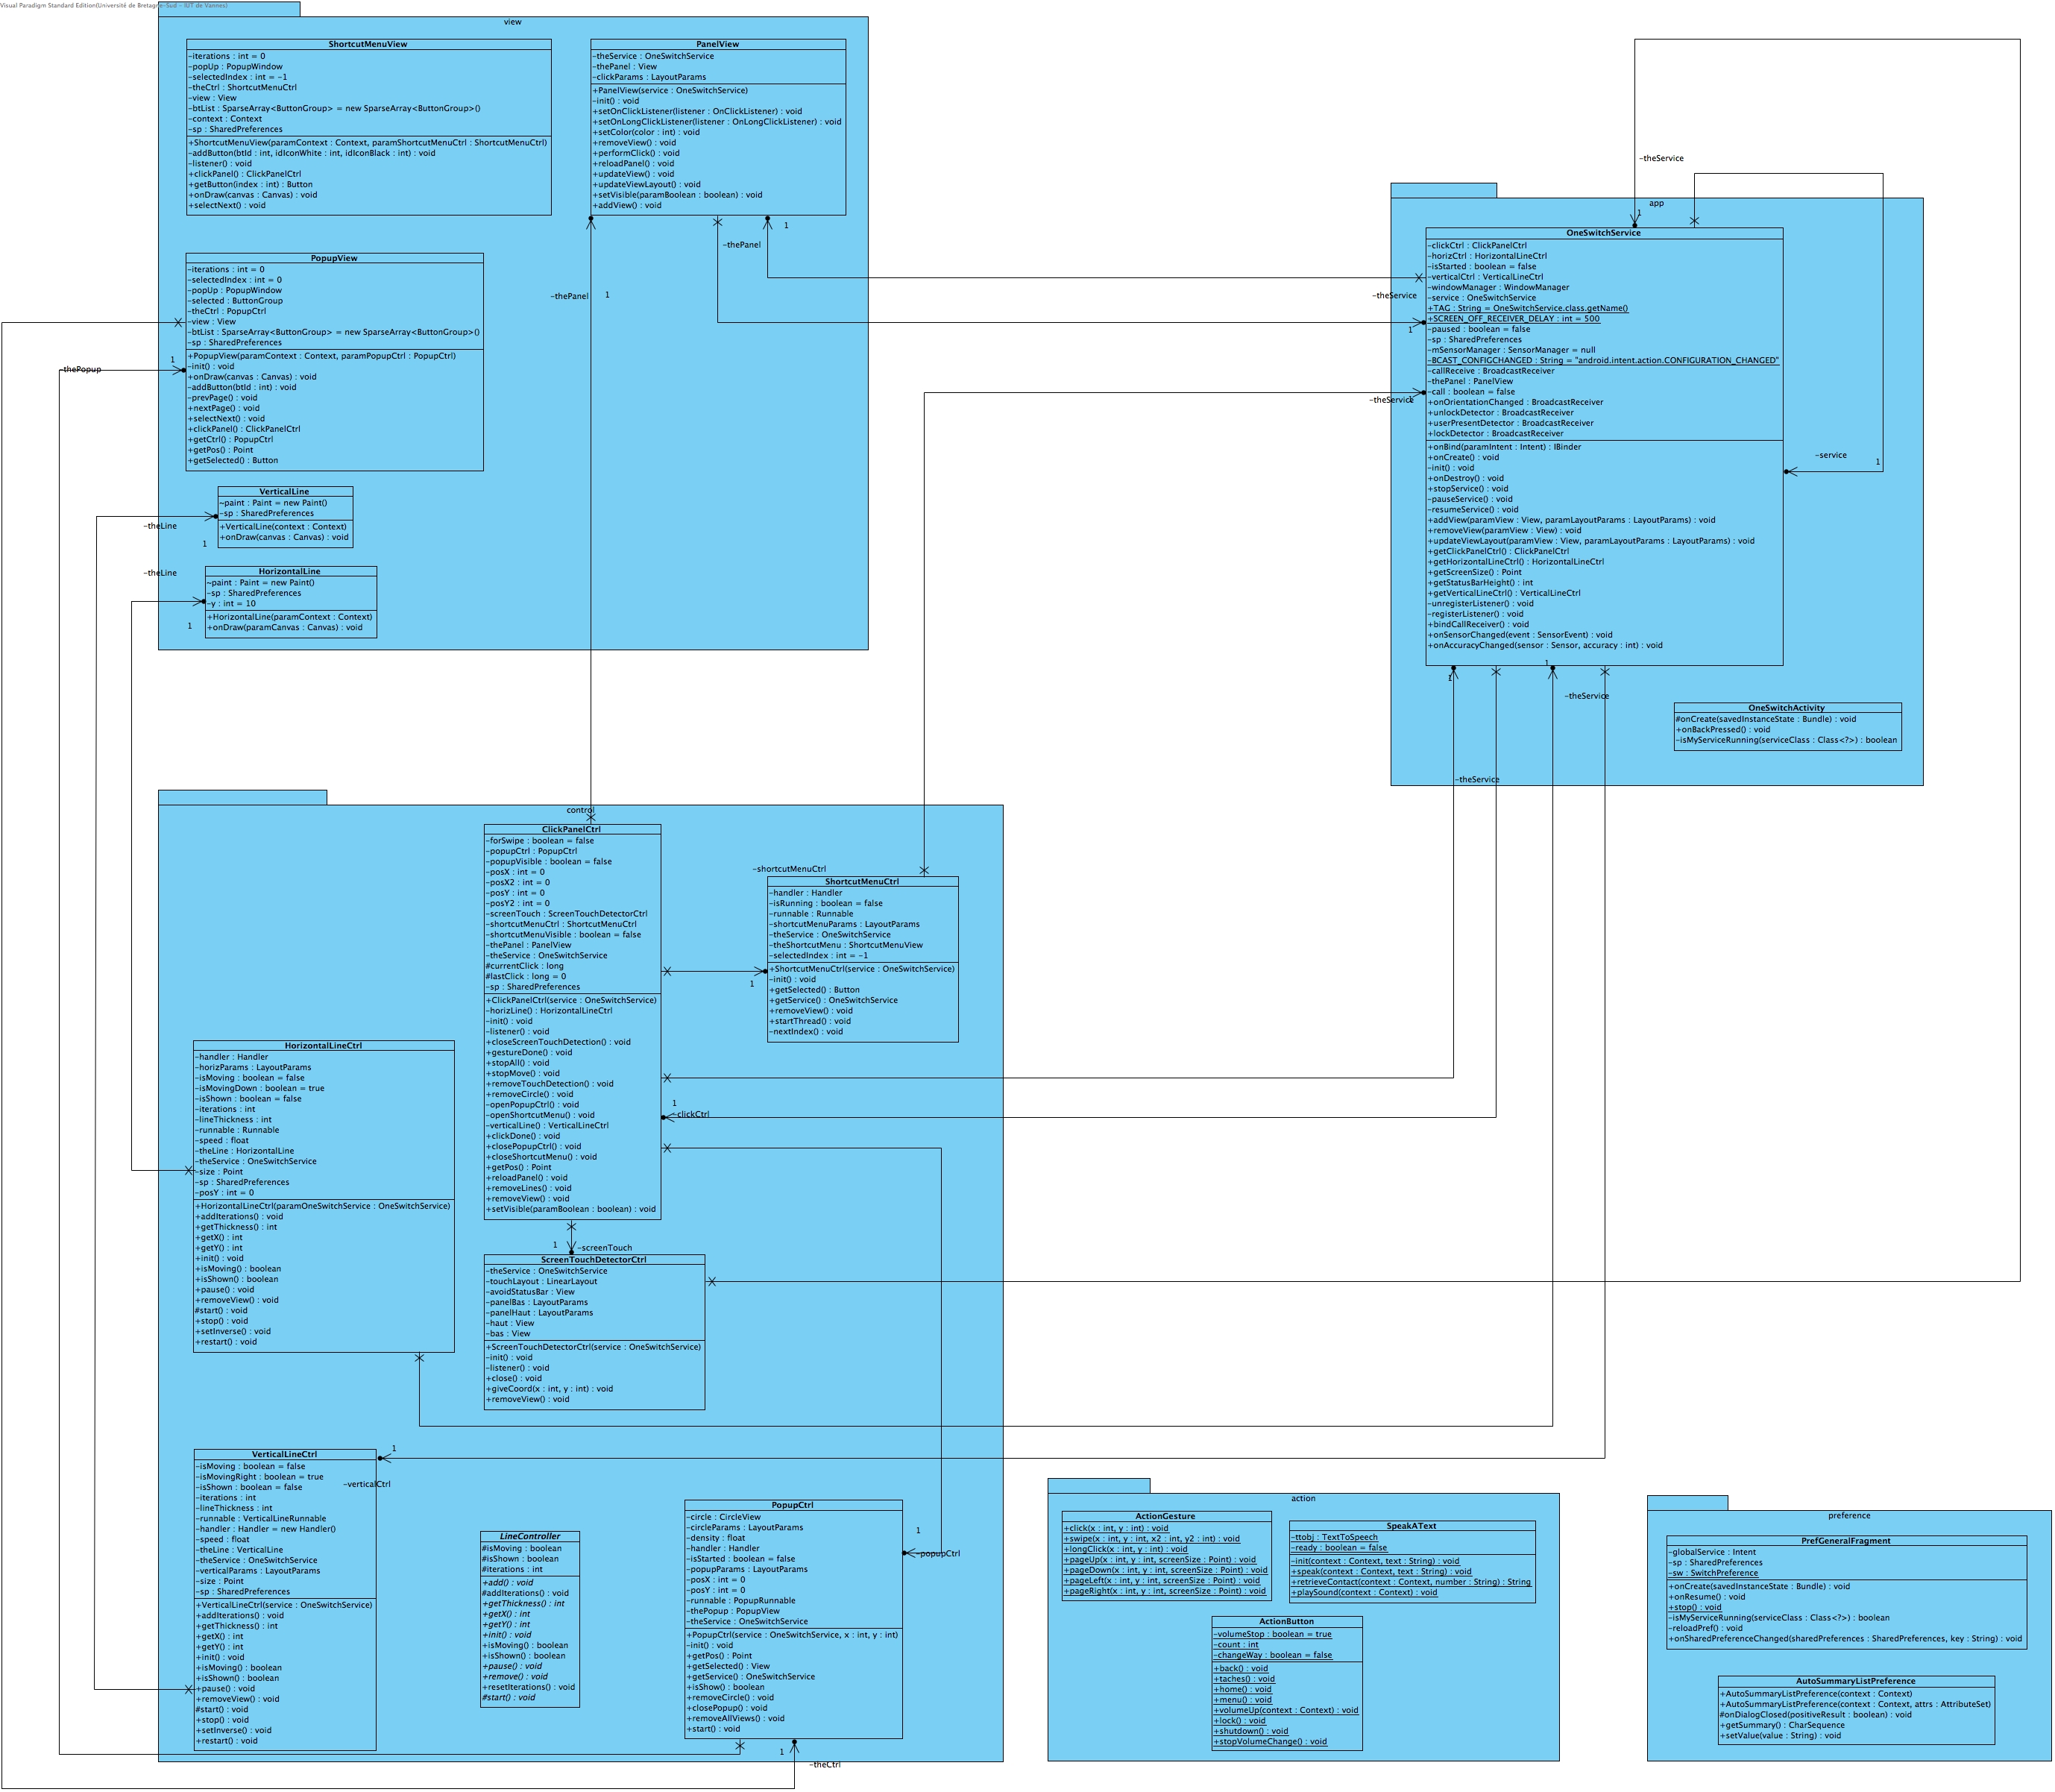 Visual Paradigm Standard Edition(Université de Bretagne-Sud - IUT de Vannes)
view
ShortcutMenuView
-iterations : int = 0
-popUp : PopupWindow
-selectedIndex : int = -1
-theCtrl : ShortcutMenuCtrl
-view : View
-btList : SparseArray<ButtonGroup> = new SparseArray<ButtonGroup>()
-context : Context
-sp : SharedPreferences
+ShortcutMenuView(paramContext : Context, paramShortcutMenuCtrl : ShortcutMenuCtrl)
-addButton(btId : int, idIconWhite : int, idIconBlack : int) : void
-listener() : void
+clickPanel() : ClickPanelCtrl
+getButton(index : int) : Button
+onDraw(canvas : Canvas) : void
+selectNext() : void
PanelView
-theService : OneSwitchService
-thePanel : View
-clickParams : LayoutParams
+PanelView(service : OneSwitchService)
-init() : void
+setOnClickListener(listener : OnClickListener) : void
+setOnLongClickListener(listener : OnLongClickListener) : void
+setColor(color : int) : void
+removeView() : void
+performClick() : void
+reloadPanel() : void
+updateView() : void
+updateViewLayout() : void
+setVisible(paramBoolean : boolean) : void
+addView() : void
1
-thePanel
-thePanel
1
PopupView
-iterations : int = 0
-selectedIndex : int = 0
-popUp : PopupWindow
-selected : ButtonGroup
-theCtrl : PopupCtrl
-view : View
-btList : SparseArray<ButtonGroup> = new SparseArray<ButtonGroup>()
-sp : SharedPreferences
+PopupView(paramContext : Context, paramPopupCtrl : PopupCtrl)
-init() : void
+onDraw(canvas : Canvas) : void
-addButton(btId : int) : void
-prevPage() : void
+nextPage() : void
+selectNext() : void
+clickPanel() : ClickPanelCtrl
+getCtrl() : PopupCtrl
+getPos() : Point
+getSelected() : Button
1
-thePopup
VerticalLine
~paint : Paint = new Paint()
-sp : SharedPreferences
+VerticalLine(context : Context)
+onDraw(canvas : Canvas) : void
-theLine
1
HorizontalLine
~paint : Paint = new Paint()
-sp : SharedPreferences
-y : int = 10
+HorizontalLine(paramContext : Context)
+onDraw(paramCanvas : Canvas) : void
-theLine
1
app
-theService
1
OneSwitchService
-clickCtrl : ClickPanelCtrl
-horizCtrl : HorizontalLineCtrl
-isStarted : boolean = false
-verticalCtrl : VerticalLineCtrl
-windowManager : WindowManager
-service : OneSwitchService
+TAG : String = OneSwitchService.class.getName()
+SCREEN_OFF_RECEIVER_DELAY : int = 500
-paused : boolean = false
-sp : SharedPreferences
-mSensorManager : SensorManager = null
-BCAST_CONFIGCHANGED : String = "android.intent.action.CONFIGURATION_CHANGED"
-callReceive : BroadcastReceiver
-thePanel : PanelView
-call : boolean = false
+onOrientationChanged : BroadcastReceiver
+unlockDetector : BroadcastReceiver
+userPresentDetector : BroadcastReceiver
+lockDetector : BroadcastReceiver
+onBind(paramIntent : Intent) : IBinder
+onCreate() : void
-init() : void
+onDestroy() : void
+stopService() : void
-pauseService() : void
-resumeService() : void
+addView(paramView : View, paramLayoutParams : LayoutParams) : void
+removeView(paramView : View) : void
+updateViewLayout(paramView : View, paramLayoutParams : LayoutParams) : void
+getClickPanelCtrl() : ClickPanelCtrl
+getHorizontalLineCtrl() : HorizontalLineCtrl
+getScreenSize() : Point
+getStatusBarHeight() : int
+getVerticalLineCtrl() : VerticalLineCtrl
-unregisterListener() : void
-registerListener() : void
+bindCallReceiver() : void
+onSensorChanged(event : SensorEvent) : void
+onAccuracyChanged(sensor : Sensor, accuracy : int) : void
-theService
1
-theService
1
-service
1
1
1
-theService
-theService
OneSwitchActivity
#onCreate(savedInstanceState : Bundle) : void
+onBackPressed() : void
-isMyServiceRunning(serviceClass : Class<?>) : boolean
control
ClickPanelCtrl
-forSwipe : boolean = false
-popupCtrl : PopupCtrl
-popupVisible : boolean = false
-posX : int = 0
-posX2 : int = 0
-posY : int = 0
-posY2 : int = 0
-screenTouch : ScreenTouchDetectorCtrl
-shortcutMenuCtrl : ShortcutMenuCtrl
-shortcutMenuVisible : boolean = false
-thePanel : PanelView
-theService : OneSwitchService
#currentClick : long
#lastClick : long = 0
-sp : SharedPreferences
+ClickPanelCtrl(service : OneSwitchService)
-horizLine() : HorizontalLineCtrl
-init() : void
-listener() : void
+closeScreenTouchDetection() : void
+gestureDone() : void
+stopAll() : void
+stopMove() : void
+removeTouchDetection() : void
+removeCircle() : void
-openPopupCtrl() : void
-openShortcutMenu() : void
-verticalLine() : VerticalLineCtrl
+clickDone() : void
+closePopupCtrl() : void
+closeShortcutMenu() : void
+getPos() : Point
+reloadPanel() : void
+removeLines() : void
+removeView() : void
+setVisible(paramBoolean : boolean) : void
-shortcutMenuCtrl
ShortcutMenuCtrl
-handler : Handler
-isRunning : boolean = false
-runnable : Runnable
-shortcutMenuParams : LayoutParams
-theService : OneSwitchService
-theShortcutMenu : ShortcutMenuView
-selectedIndex : int = -1
+ShortcutMenuCtrl(service : OneSwitchService)
-init() : void
+getSelected() : Button
+getService() : OneSwitchService
+removeView() : void
+startThread() : void
-nextIndex() : void
1
1
-clickCtrl
HorizontalLineCtrl
-handler : Handler
-horizParams : LayoutParams
-isMoving : boolean = false
-isMovingDown : boolean = true
-isShown : boolean = false
-iterations : int
-lineThickness : int
-runnable : Runnable
-speed : float
-theLine : HorizontalLine
-theService : OneSwitchService
-size : Point
-sp : SharedPreferences
-posY : int = 0
+HorizontalLineCtrl(paramOneSwitchService : OneSwitchService)
+addIterations() : void
+getThickness() : int
+getX() : int
+getY() : int
+init() : void
+isMoving() : boolean
+isShown() : boolean
+pause() : void
+removeView() : void
#start() : void
+stop() : void
+setInverse() : void
+restart() : void
1
-screenTouch
ScreenTouchDetectorCtrl
-theService : OneSwitchService
-touchLayout : LinearLayout
-avoidStatusBar : View
-panelBas : LayoutParams
-panelHaut : LayoutParams
-haut : View
-bas : View
+ScreenTouchDetectorCtrl(service : OneSwitchService)
-init() : void
-listener() : void
+close() : void
+giveCoord(x : int, y : int) : void
+removeView() : void
VerticalLineCtrl
-isMoving : boolean = false
-isMovingRight : boolean = true
-isShown : boolean = false
-iterations : int
-lineThickness : int
-runnable : VerticalLineRunnable
-handler : Handler = new Handler()
-speed : float
-theLine : VerticalLine
-theService : OneSwitchService
-verticalParams : LayoutParams
-size : Point
-sp : SharedPreferences
+VerticalLineCtrl(service : OneSwitchService)
+addIterations() : void
+getThickness() : int
+getX() : int
+getY() : int
+init() : void
+isMoving() : boolean
+isShown() : boolean
+pause() : void
+removeView() : void
#start() : void
+stop() : void
+setInverse() : void
+restart() : void
1
-verticalCtrl
LineController
#isMoving : boolean
#isShown : boolean
#iterations : int
+add() : void
#addIterations() : void
+getThickness() : int
+getX() : int
+getY() : int
+init() : void
+isMoving() : boolean
+isShown() : boolean
+pause() : void
+remove() : void
+resetIterations() : void
#start() : void
PopupCtrl
-circle : CircleView
-circleParams : LayoutParams
-density : float
-handler : Handler
-isStarted : boolean = false
-popupParams : LayoutParams
-posX : int = 0
-posY : int = 0
-runnable : PopupRunnable
-thePopup : PopupView
-theService : OneSwitchService
+PopupCtrl(service : OneSwitchService, x : int, y : int)
-init() : void
+getPos() : Point
+getSelected() : View
+getService() : OneSwitchService
+isShow() : boolean
+removeCircle() : void
+closePopup() : void
+removeAllViews() : void
+start() : void
1
-popupCtrl
1
-theCtrl
action
ActionGesture
+click(x : int, y : int) : void
+swipe(x : int, y : int, x2 : int, y2 : int) : void
+longClick(x : int, y : int) : void
+pageUp(x : int, y : int, screenSize : Point) : void
+pageDown(x : int, y : int, screenSize : Point) : void
+pageLeft(x : int, y : int, screenSize : Point) : void
+pageRight(x : int, y : int, screenSize : Point) : void
SpeakAText
-ttobj : TextToSpeech
-ready : boolean = false
-init(context : Context, text : String) : void
+speak(context : Context, text : String) : void
+retrieveContact(context : Context, number : String) : String
+playSound(context : Context) : void
ActionButton
-volumeStop : boolean = true
-count : int
-changeWay : boolean = false
+back() : void
+taches() : void
+home() : void
+menu() : void
+volumeUp(context : Context) : void
+lock() : void
+shutdown() : void
+stopVolumeChange() : void
preference
PrefGeneralFragment
-globalService : Intent
-sp : SharedPreferences
-sw : SwitchPreference
+onCreate(savedInstanceState : Bundle) : void
+onResume() : void
+stop() : void
-isMyServiceRunning(serviceClass : Class<?>) : boolean
-reloadPref() : void
+onSharedPreferenceChanged(sharedPreferences : SharedPreferences, key : String) : void
AutoSummaryListPreference
+AutoSummaryListPreference(context : Context)
+AutoSummaryListPreference(context : Context, attrs : AttributeSet)
#onDialogClosed(positiveResult : boolean) : void
+getSummary() : CharSequence
+setValue(value : String) : void